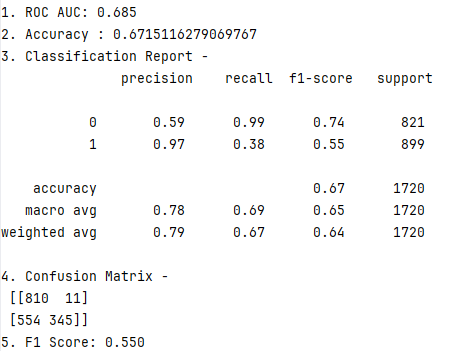 1. ROC AUC: 0.685
2. Accuracy : 0.6715116279069767
3. Classification Report -
precision recall f1-score support
0 0.59 0.99 0.74 821
1 0.97 0.38 0.55 899
accuracy 0.67 1720
macro avg 0.78 0.69 0.65 1720
weighted avg 0.79 0.67 0.64 1720
4. Confusion Matrix -
[[810 11]
[554 345]]
5. F1 Score: 0.550